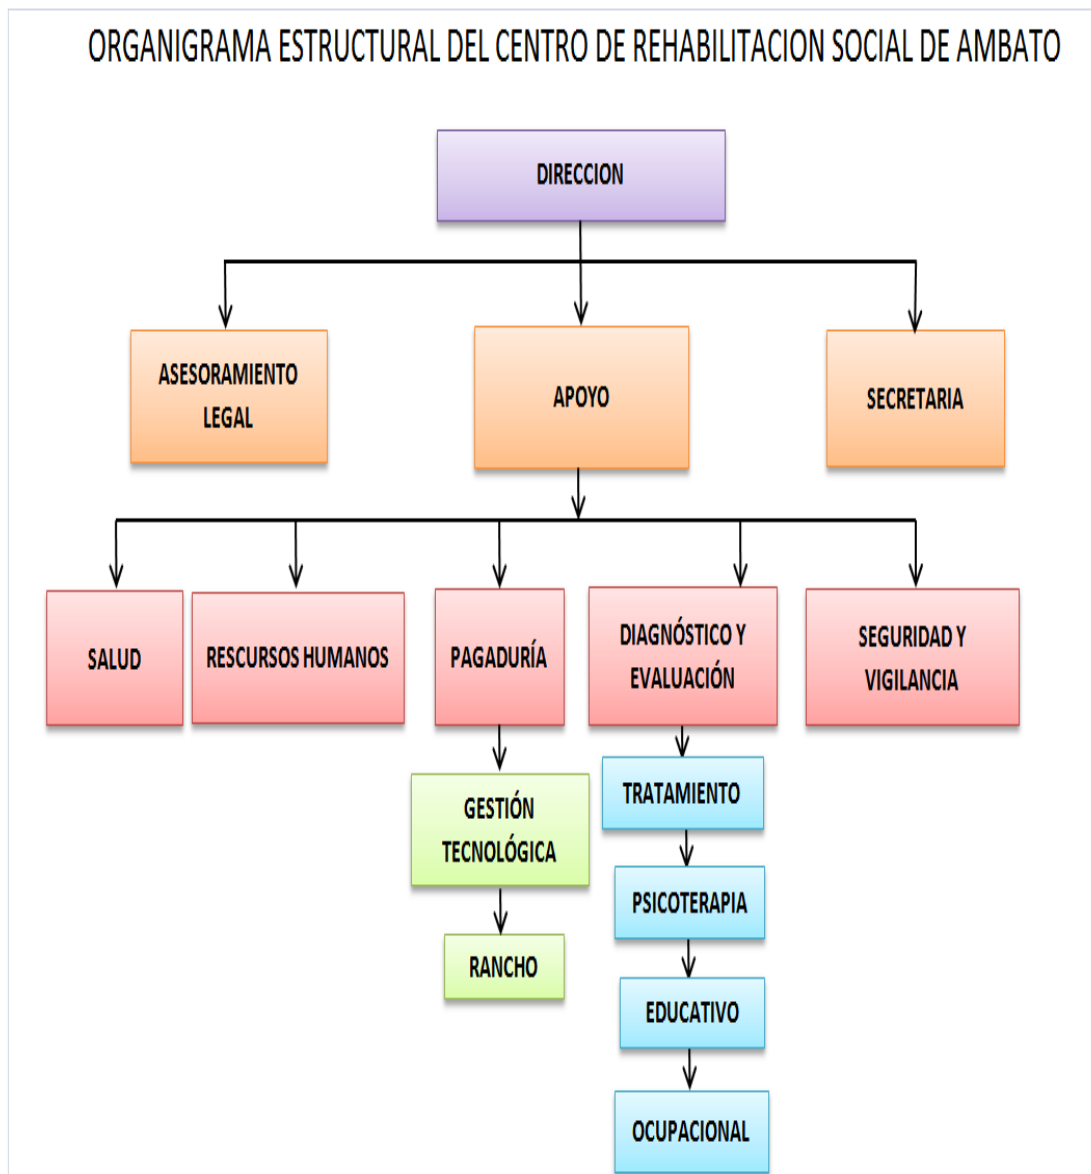 ORGANIGRAMA ESTRUCTURAL DEL CENTRO DE REHABILITACION SOCIAL DE AMBATO
DIRECCION
ASESORAMIENTO
LEGAL
APOYO
SECRETARIA
SALUD
RESCURSOS HUMANOS
PAGADURÍA
DIAGNÓSTICO Y
EVALUACIÓN
SEGURIDAD Y
VIGILANCIA
GESTIÓN
TECNOLÓGICA
RANCHO
TRATAMIENTO
PSICOTERAPIA
EDUCATIVO
OCUPACIONAL